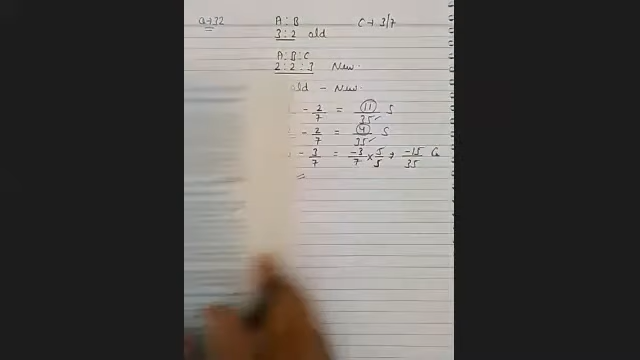 Q→32 A : B C → 3/7
3 : 2 old
A : B : C
2 : 2 : 3 New
old - New
- 2/7 = 11/35 S
- 2/7 = 4/35 S
- 3/7 = -3/7 × 5/5 → -15/35 G
=